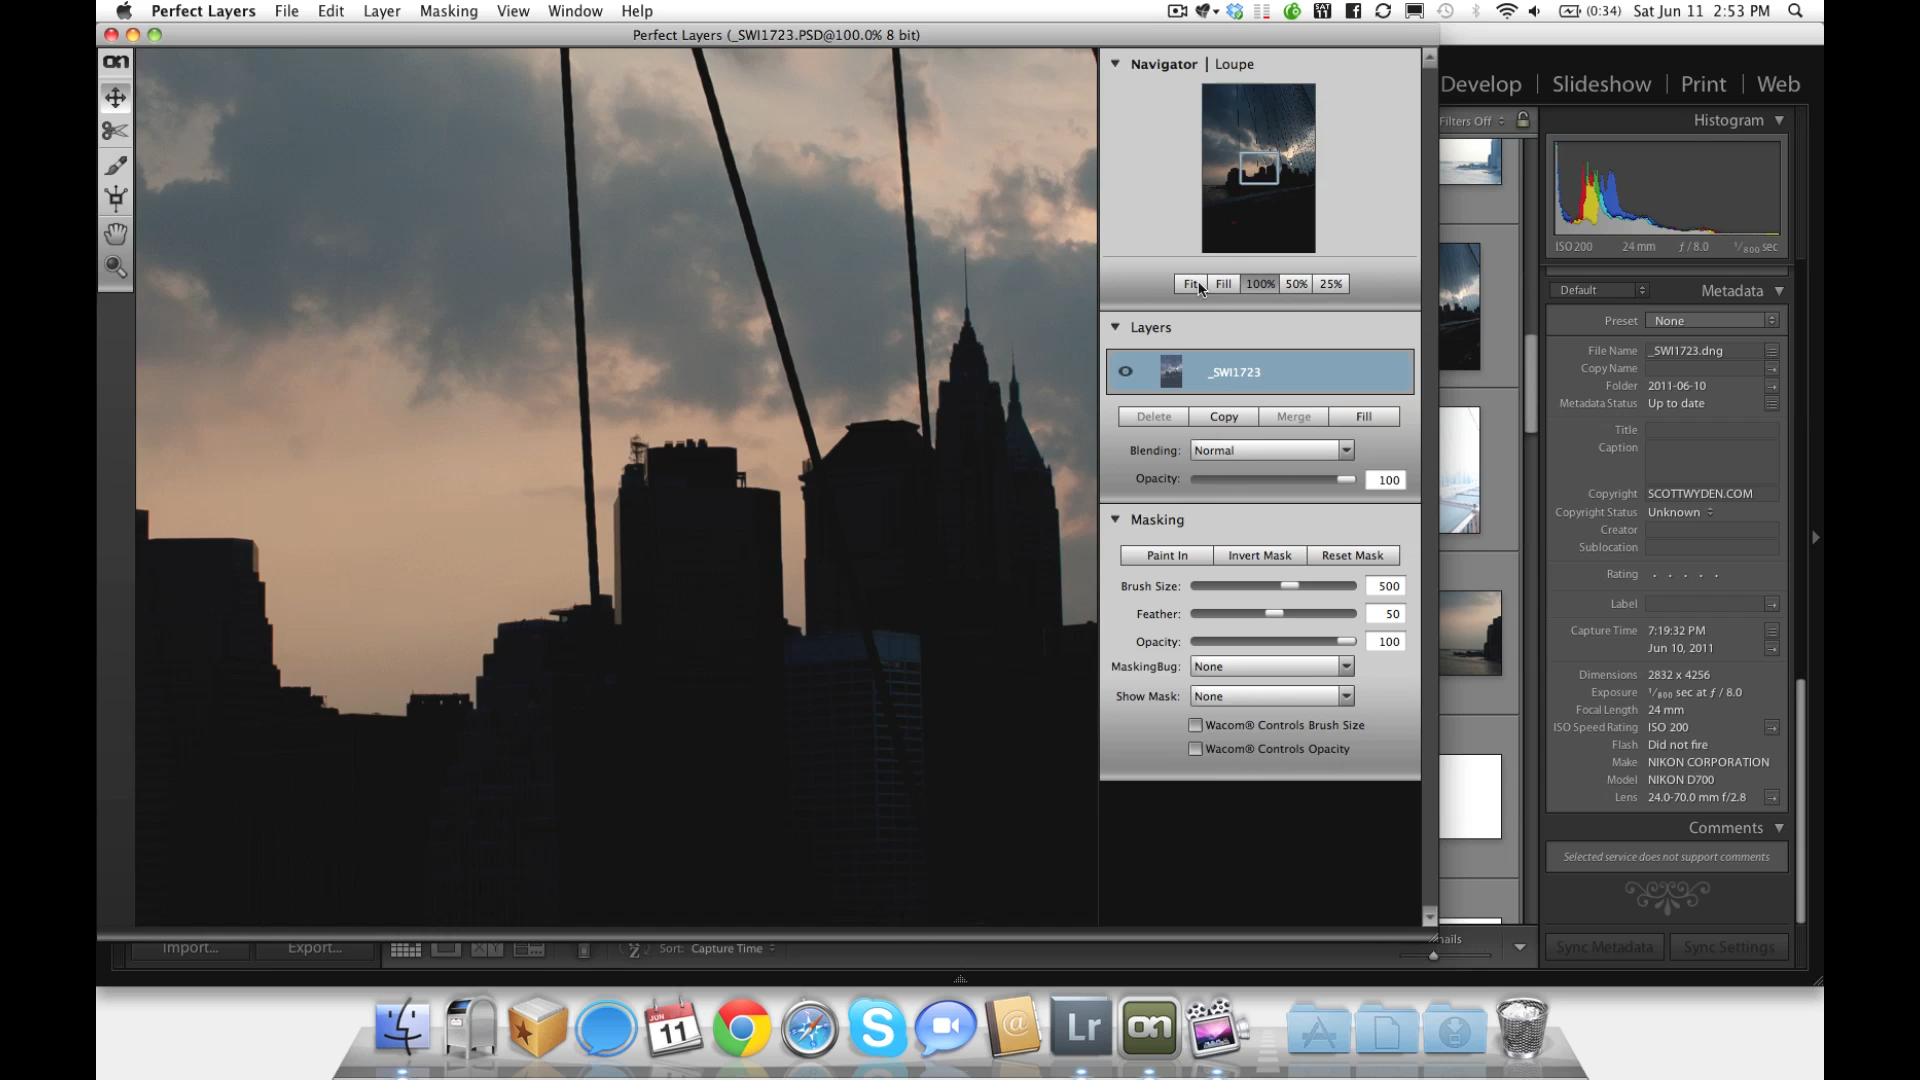 Perfect Layers File Edit Layer Masking View Window Help
(0:34) Sat Jun 11 2:53 PM
Perfect Layers (_SWI1723.PSD@100.0% 8 bit)
on
Navigator | Loupe
Fit Fill 100% 50% 25%
Layers
_SWI1723
Delete Copy Merge Fill
Blending: Normal
Opacity: 100
Masking
Paint In Invert Mask Reset Mask
Brush Size: 500
Feather: 50
Opacity: 100
MaskingBug: None
Show Mask: None
Wacom® Controls Brush Size
Wacom® Controls Opacity
Develop | Slideshow | Print | Web
Filters Off
Histogram
ISO 200 24 mm ƒ / 8.0 1/800 sec
Default Metadata
Preset None
File Name _SWI1723.dng
Copy Name
Folder 2011-06-10
Metadata Status Up to date
Title
Caption
Copyright SCOTTWYDEN.COM
Copyright Status Unknown
Creator
Sublocation
Rating . . . . .
Label
Capture Time 7:19:32 PM
Jun 10, 2011
Dimensions 2832 x 4256
Exposure 1/800 sec at ƒ / 8.0
Focal Length 24 mm
ISO Speed Rating ISO 200
Flash Did not fire
Make NIKON CORPORATION
Model NIKON D700
Lens 24.0-70.0 mm f/2.8
Comments
Selected service does not support comments
Import... Export... Sort: Capture Time
Sync Metadata Sync Settings
JUN
11
S
@
Lr
on